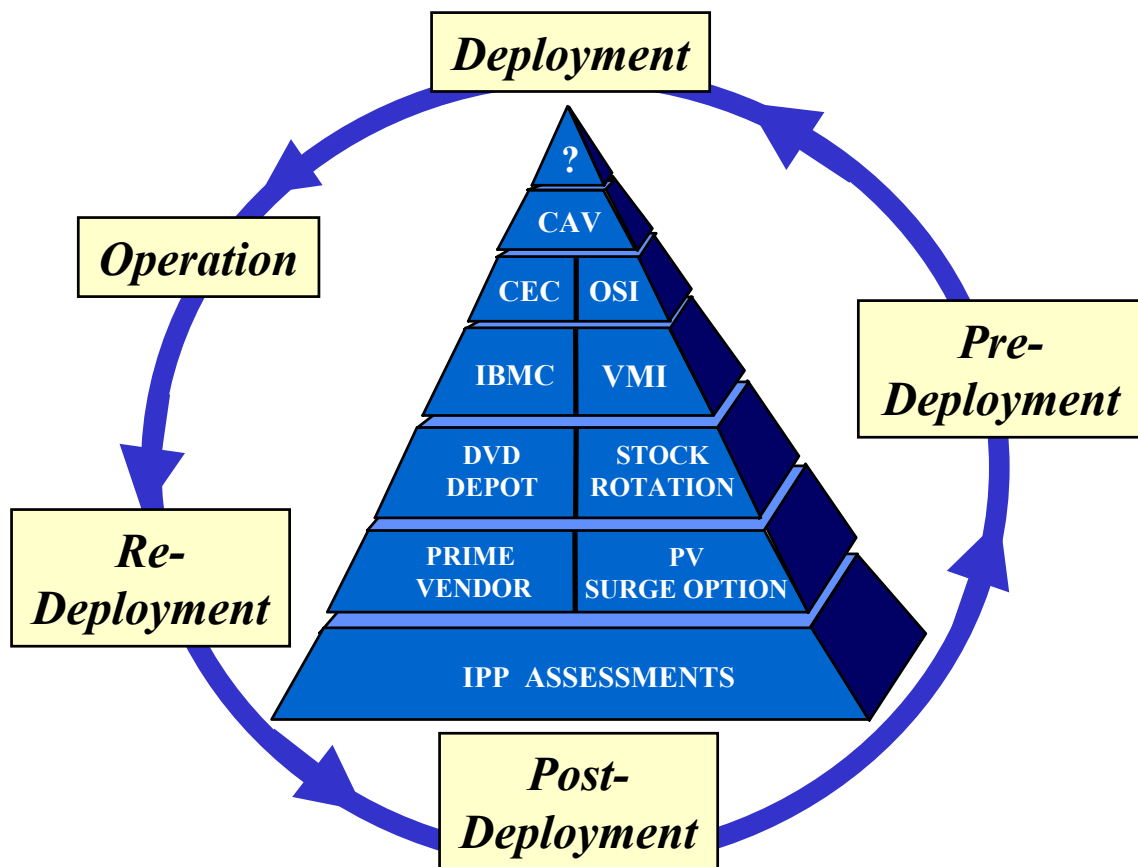 Deployment
?
CAV
Operation
CEC OSI
Pre-
Deployment
IBMC VMI
DVD
DEPOT
STOCK
ROTATION
Re-
Deployment
PRIME
VENDOR
PV
SURGE OPTION
IPP ASSESSMENTS
Post-
Deployment